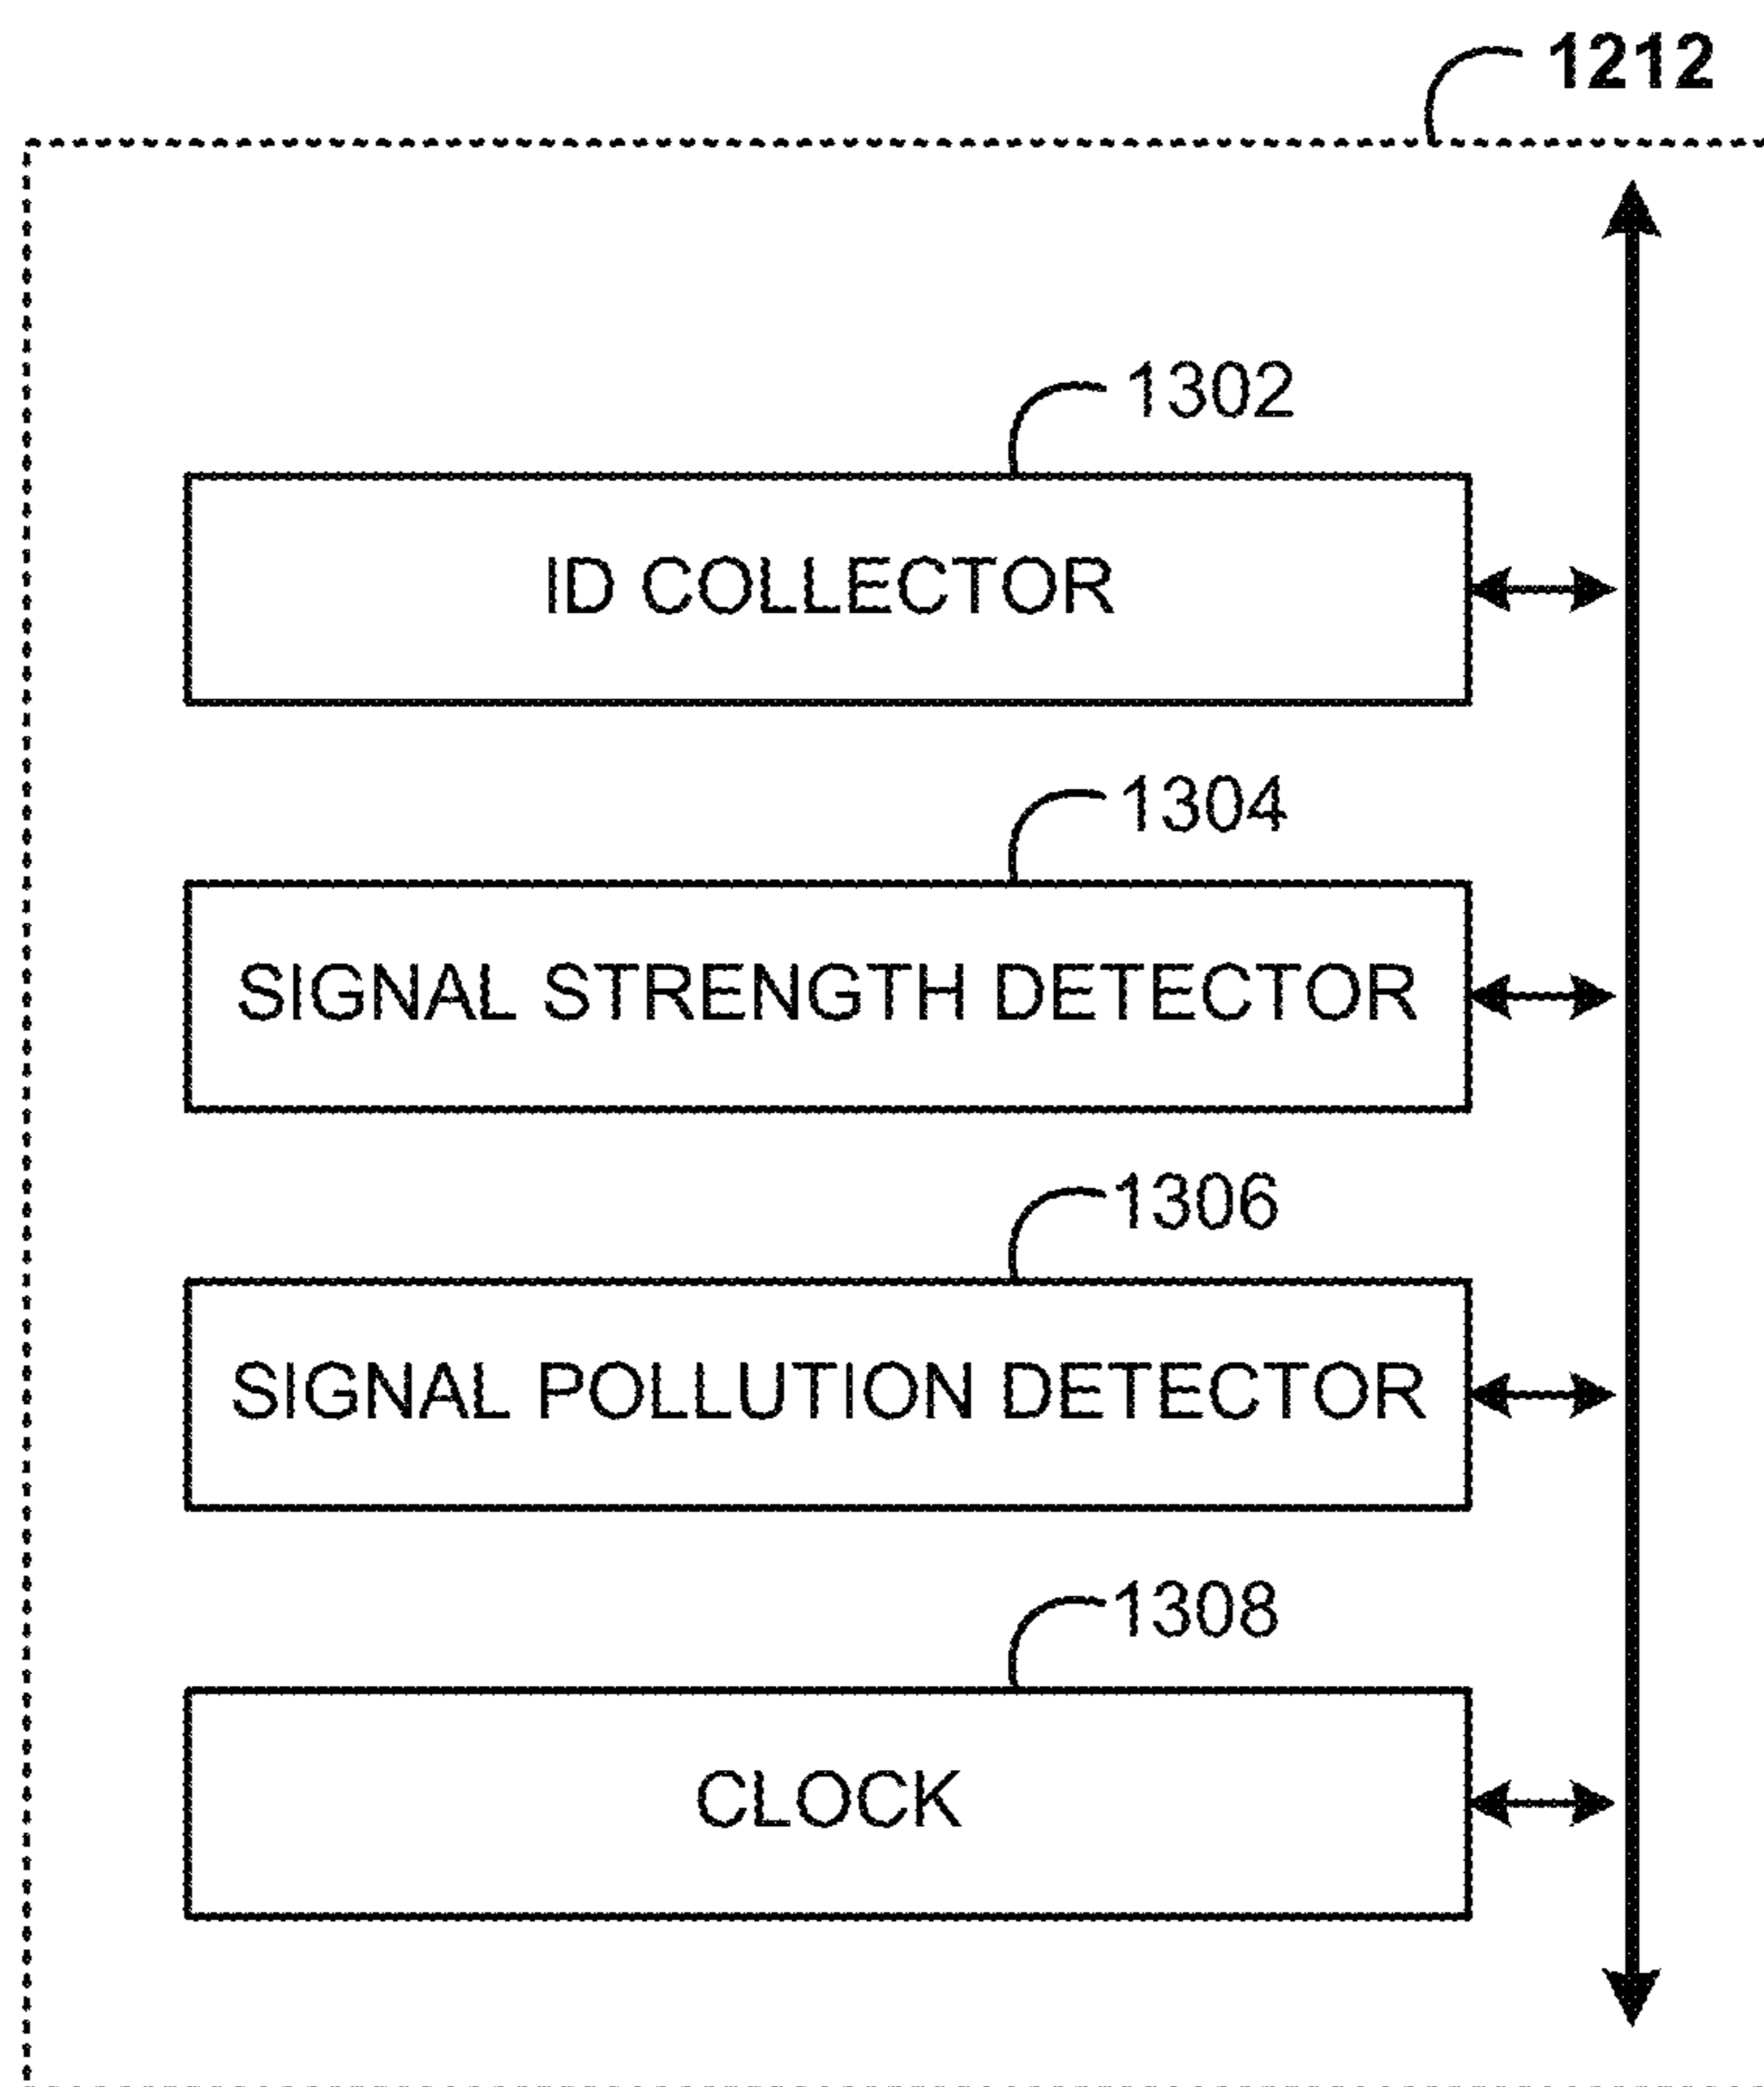 1212
1302
ID COLLECTOR
1304
SIGNAL STRENGTH DETECTOR
1306
SIGNAL POLLUTION DETECTOR
1308
CLOCK